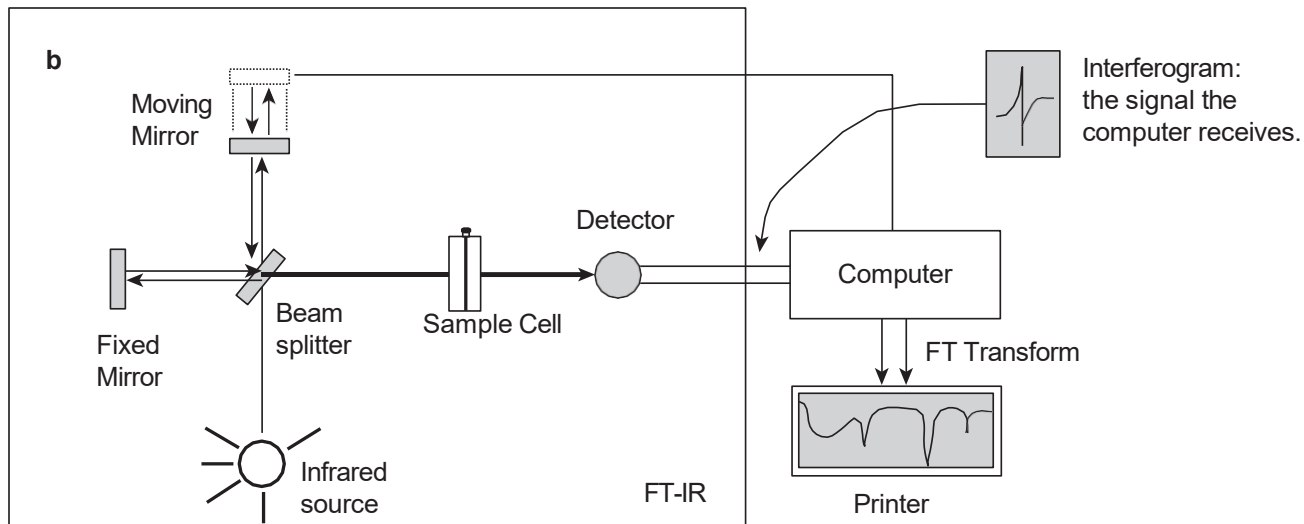 b
Moving
Mirror
Interferogram:
the signal the
computer receives.
Detector
Computer
Beam
splitter
Sample Cell
Fixed
Mirror
FT Transform
Infrared
source
FT-IR
Printer